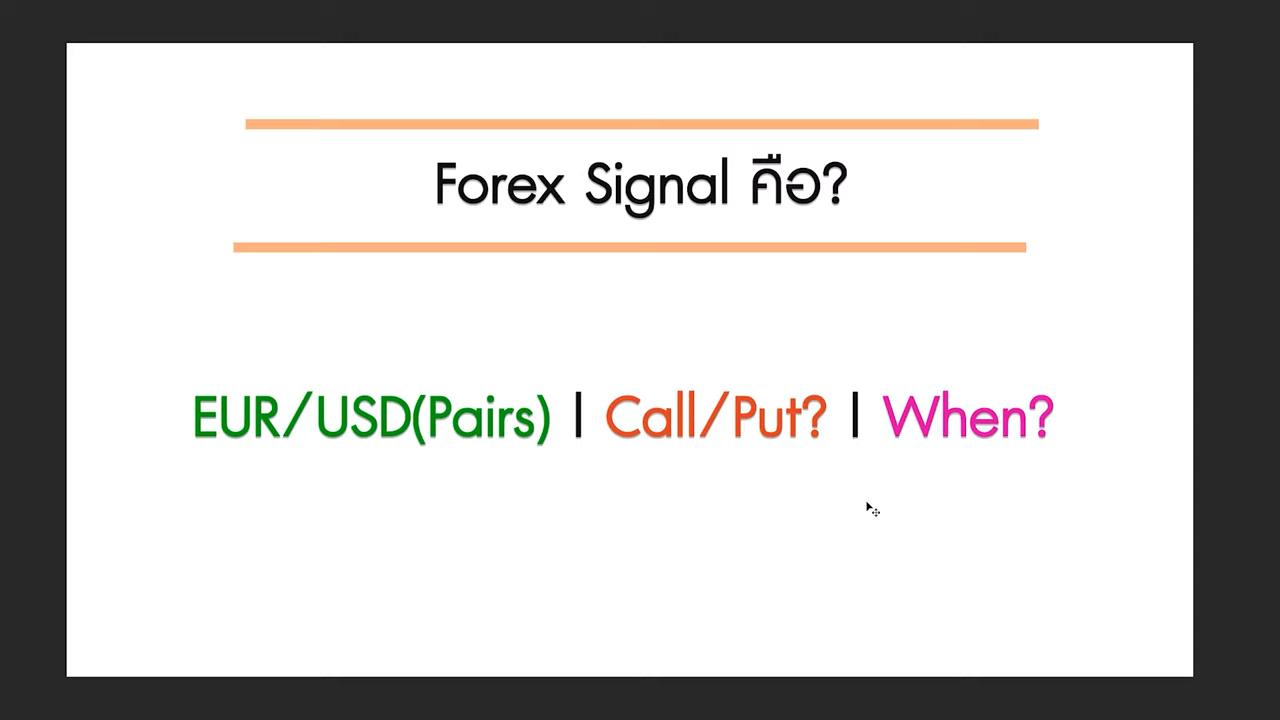 Forex Signal คือ?
EUR/USD(Pairs) | Call/Put? | When?